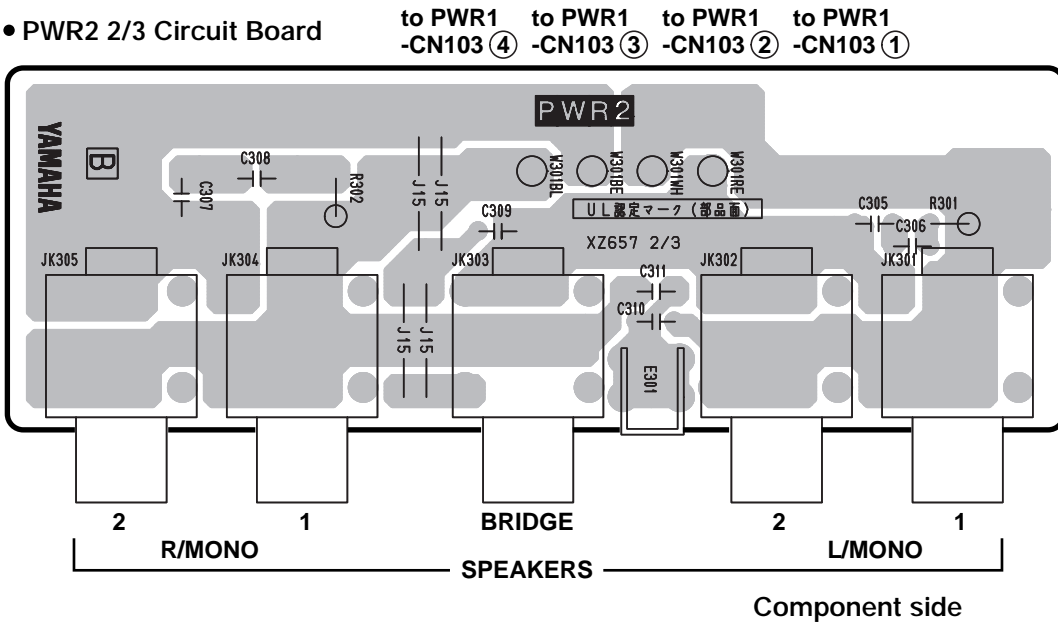 • PWR2 2/3 Circuit Board
to PWR1 -CN103 ④
to PWR1 -CN103 ③
to PWR1 -CN103 ②
to PWR1 -CN103 ①
PWR2
YAMAHA
B
C308
C307
R302
J15
J15
W301BL
W301BE
W301WH
W301RE
C309
UL認定マーク(部品面)
XZ657 2/3
C305
R301
C306
JK305
JK304
JK303
C311
JK302
JK301
C310
J15
J15
E301
2
1
BRIDGE
2
1
R/MONO
L/MONO
SPEAKERS
Component side